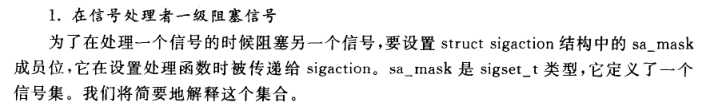 1. 在信号处理者一级阻塞信号
为了在处理一个信号的时候阻塞另一个信号,要设置 struct sigaction 结构中的 sa_mask
成员位,它在设置处理函数时被传递给 sigaction。sa_mask 是 sigset_t 类型,它定义了一个
信号集。我们将简要地解释这个集合。